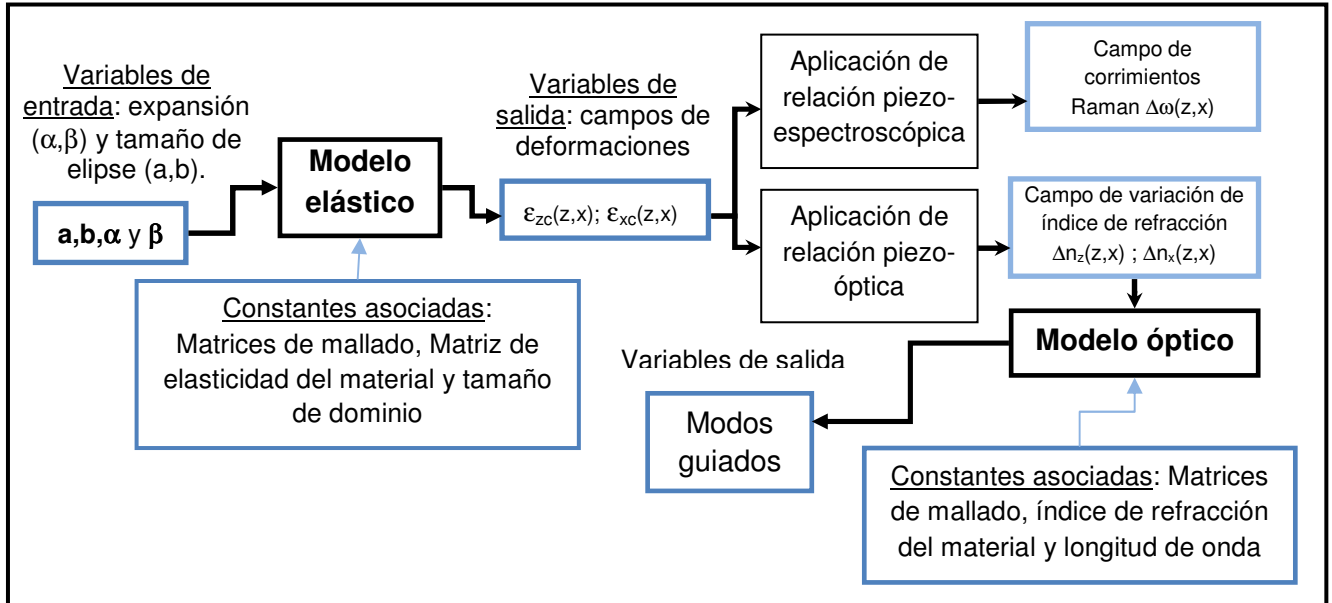 Variables de
entrada: expansión
(α,β) y tamaño de
elipse (a,b).
a,b,α y β
Modelo
elástico
Constantes asociadas:
Matrices de mallado, Matriz de
elasticidad del material y tamaño
de dominio
Variables de
salida: campos de
deformaciones
εzc(z,x); εxc(z,x)
Aplicación de
relación piezo-
espectroscópica
Campo de
corrimientos
Raman Δω(z,x)
Aplicación de
relación piezo-
óptica
Campo de variación de
índice de refracción
Δnz(z,x) ; Δnx(z,x)
Modelo óptico
Variables de salida
Modos
guiados
Constantes asociadas: Matrices
de mallado, índice de refracción
del material y longitud de onda